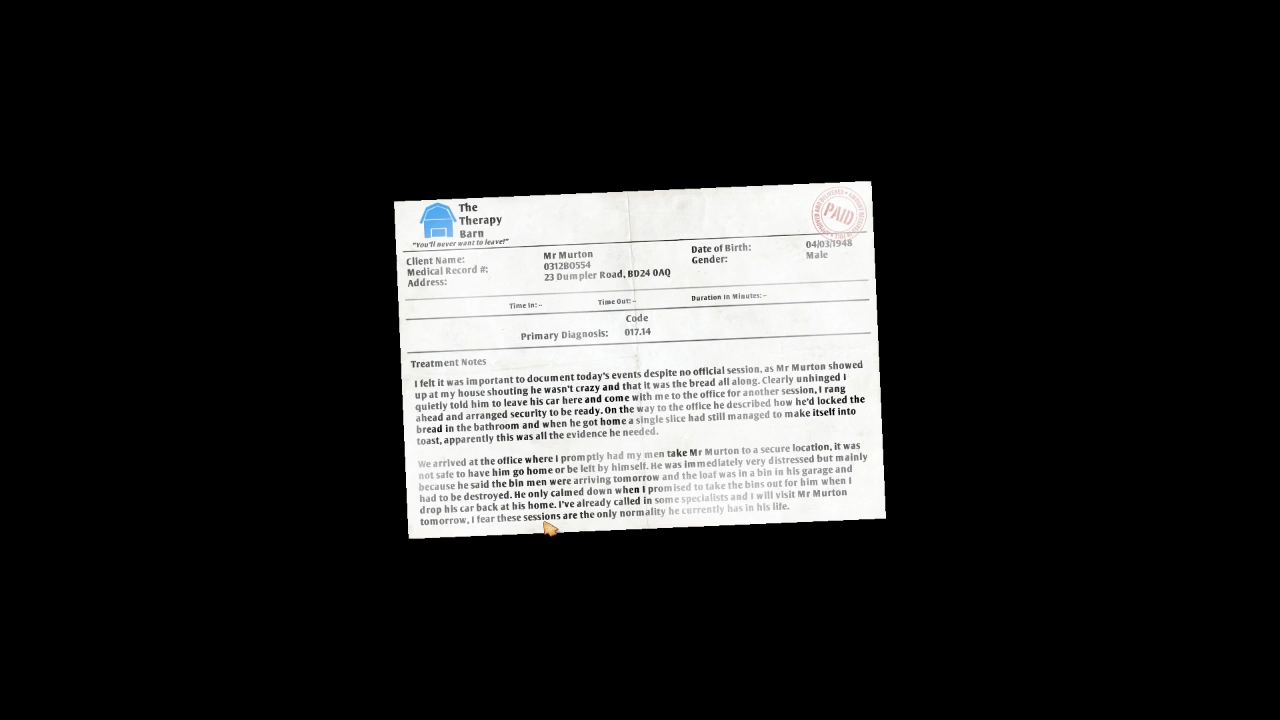 The
Therapy
Barn
"You'll never want to leave!"
PAID
Client Name: Mr Murton Date of Birth: 04/03/1948
Medical Record #: 0312B0554 Gender: Male
Address: 23 Dumpler Road, BD24 0AQ
Time In: - Time Out: - Duration in Minutes: -
Code
Primary Diagnosis: 017.14
Treatment Notes
I felt it was important to document today's events despite no official session, as Mr Murton showed
up at my house shouting he wasn't crazy and that it was the bread all along. Clearly unhinged I
quietly told him to leave his car here and come with me to the office for another session, I rang
ahead and arranged security to be ready. On the way to the office he described how he'd locked the
bread in the bathroom and when he got home a single slice had still managed to make itself into
toast, apparently this was all the evidence he needed.
We arrived at the office where I promptly had my men take Mr Murton to a secure location, it was
not safe to have him go home or be left by himself. He was immediately very distressed but mainly
because he said the bin men were arriving tomorrow and the loaf was in a bin in his garage and
had to be destroyed. He only calmed down when I promised to take the bins out for him when I
drop his car back at his home. I've already called in some specialists and I will visit Mr Murton
tomorrow, I fear these sessions are the only normality he currently has in his life.